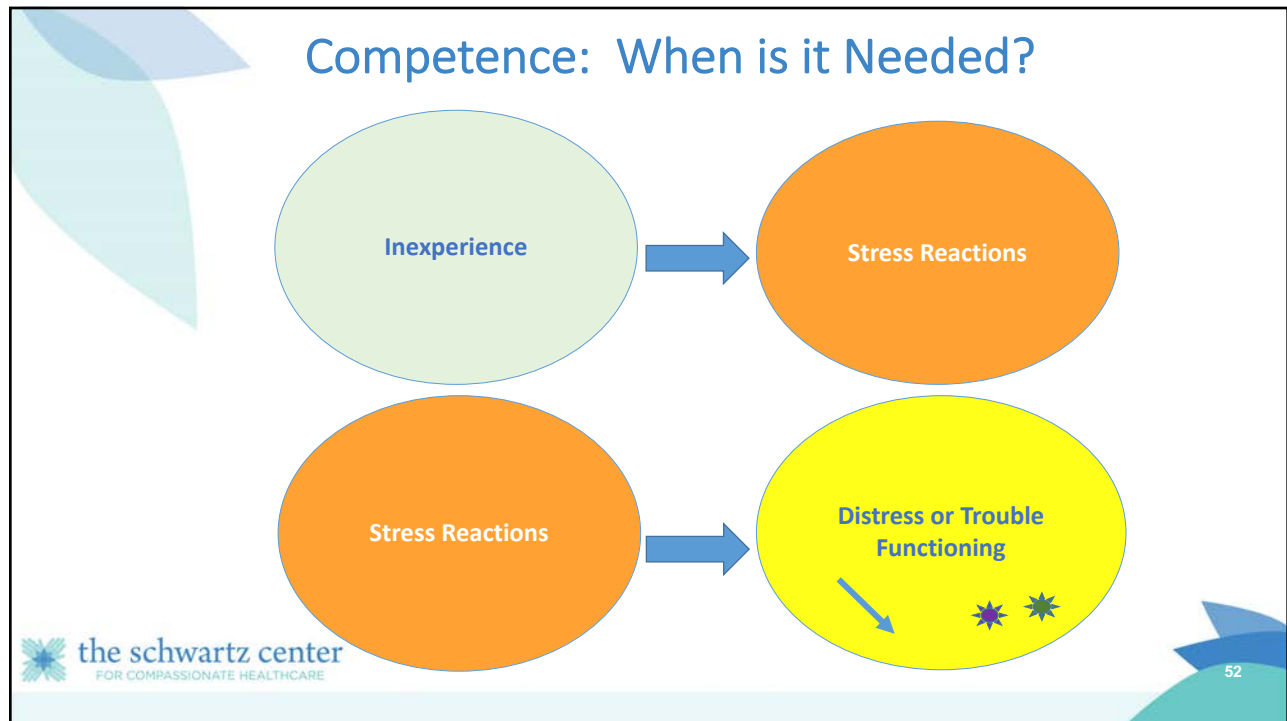 Competence: When is it Needed?
Inexperience
Stress Reactions
Stress Reactions
Distress or Trouble
Functioning
the schwartz center
FOR COMPASSIONATE HEALTHCARE
52